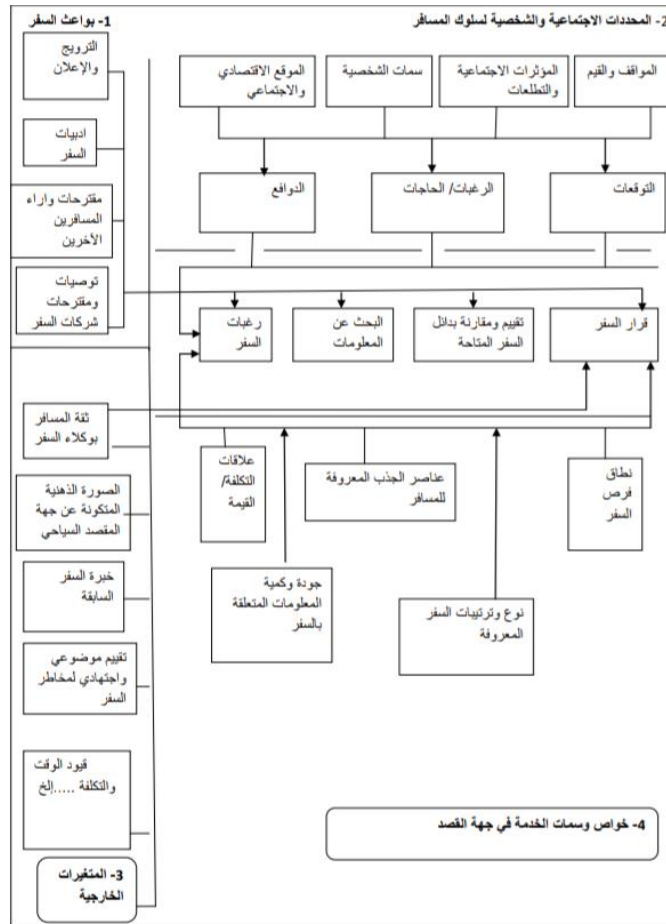 2- المحددات الاجتماعية والشخصية لسلوك المسافر
1- بواعث السفر
المواقف والقيم
المؤثرات الاجتماعية
والتطلعات
سمات الشخصية
الموقع الاقتصادي
والاجتماعي
الترويج
والإعلان
ادبيات
السفر
التوقعات
الرغبات/ الحاجات
الدوافع
مقترحات واراء
المسافرين
الآخرين
توصيات
ومقترحات
شركات السفر
قرار السفر
تقييم ومقارنة بدائل
السفر المتاحة
البحث عن
المعلومات
رغبات
السفر
ثقة المسافر
بوكلاء السفر
نطاق
فرص
السفر
عناصر الجذب المعروفة
للمسافر
علاقات
التكلفة/
القيمة
الصورة الذهنية
المتكونة عن جهة
المقصد السياحي
نوع وترتيبات السفر
المعروفة
جودة وكمية
المعلومات المتعلقة
بالسفر
خبرة السفر
السابقة
تقييم موضوعي
واجتهادي لمخاطر
السفر
قيود الوقت
والتكلفة .....إلخ
4- خواص وسمات الخدمة في جهة القصد
3- المتغيرات
الخارجية